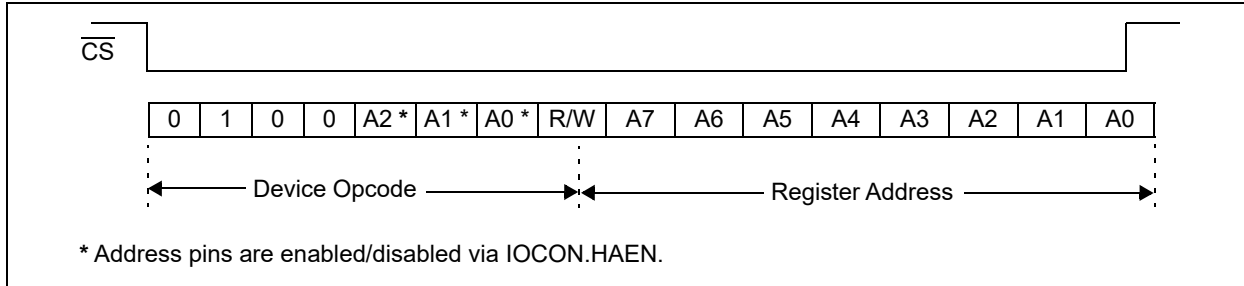 CS
0 1 0 0 A2 * A1 * A0 * R/W A7 A6 A5 A4 A3 A2 A1 A0
Device Opcode Register Address
* Address pins are enabled/disabled via IOCON.HAEN.